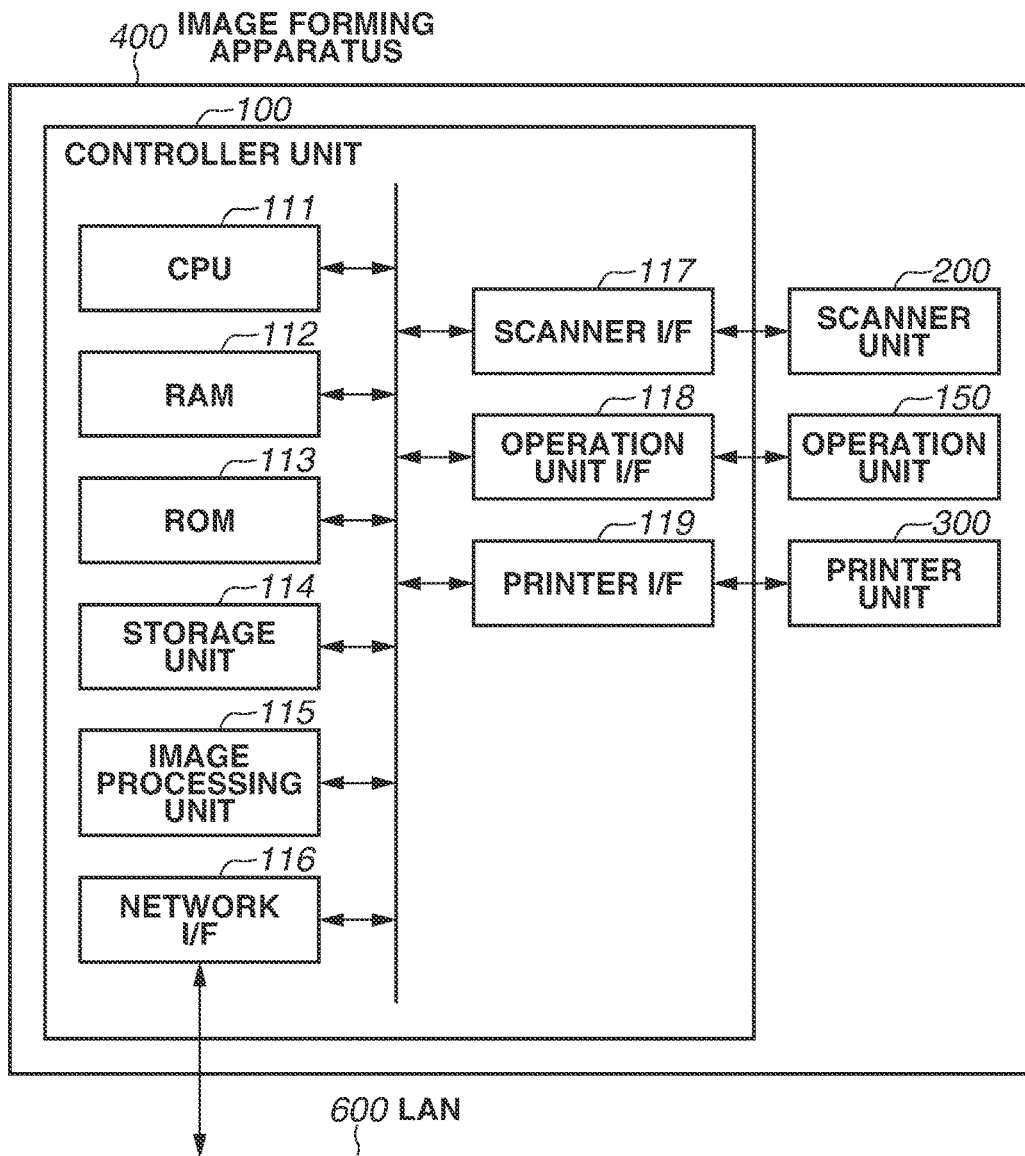 400 IMAGE FORMING
APPARATUS
100
CONTROLLER UNIT
111
CPU
112
RAM
113
ROM
114
STORAGE
UNIT
115
IMAGE
PROCESSING
UNIT
116
NETWORK
I/F
117
SCANNER I/F
118
OPERATION
UNIT I/F
119
PRINTER I/F
200
SCANNER
UNIT
150
OPERATION
UNIT
300
PRINTER
UNIT
600 LAN